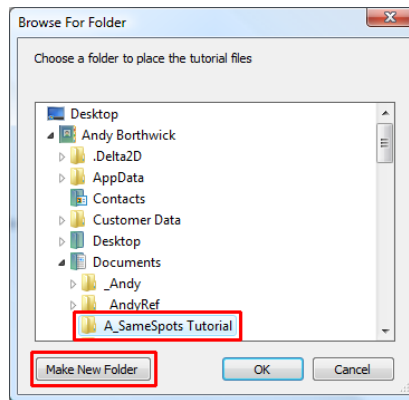 Browse For Folder
Choose a folder to place the tutorial files
Desktop
Andy Borthwick
.Delta2D
AppData
Contacts
Customer Data
Desktop
Documents
_Andy
_AndyRef
A_SameSpots Tutorial
Make New Folder
OK
Cancel